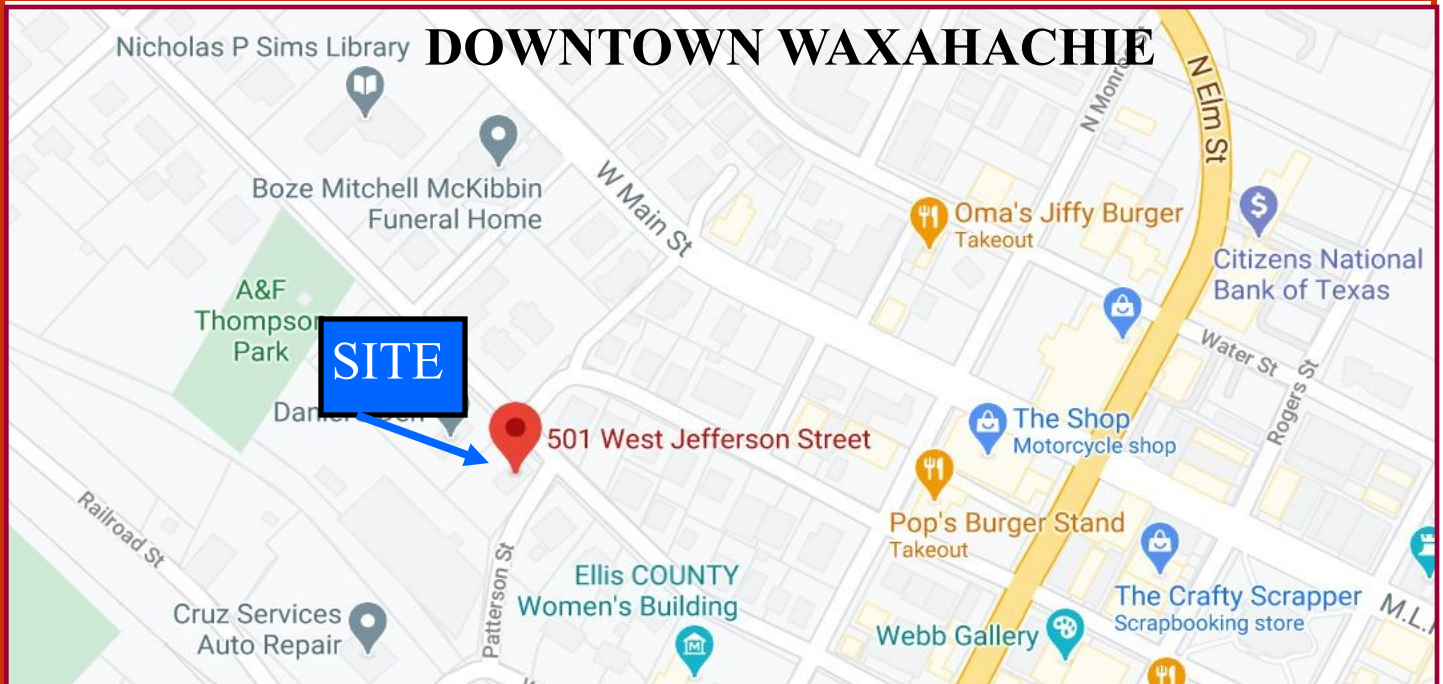 DOWNTOWN WAXAHACHIE
Nicholas P Sims Library
N Elm St
Boze Mitchell McKibbin
Funeral Home
W Main St
Oma's Jiffy Burger
Takeout
Citizens National
Bank of Texas
A&F
Thompson
Park
SITE
Water St
Rogers St
501 West Jefferson Street
The Shop
Motorcycle shop
Pop's Burger Stand
Takeout
Railroad St
Patterson St
Ellis COUNTY
Women's Building
The Crafty Scrapper
Scrapbooking store
Cruz Services
Auto Repair
Webb Gallery